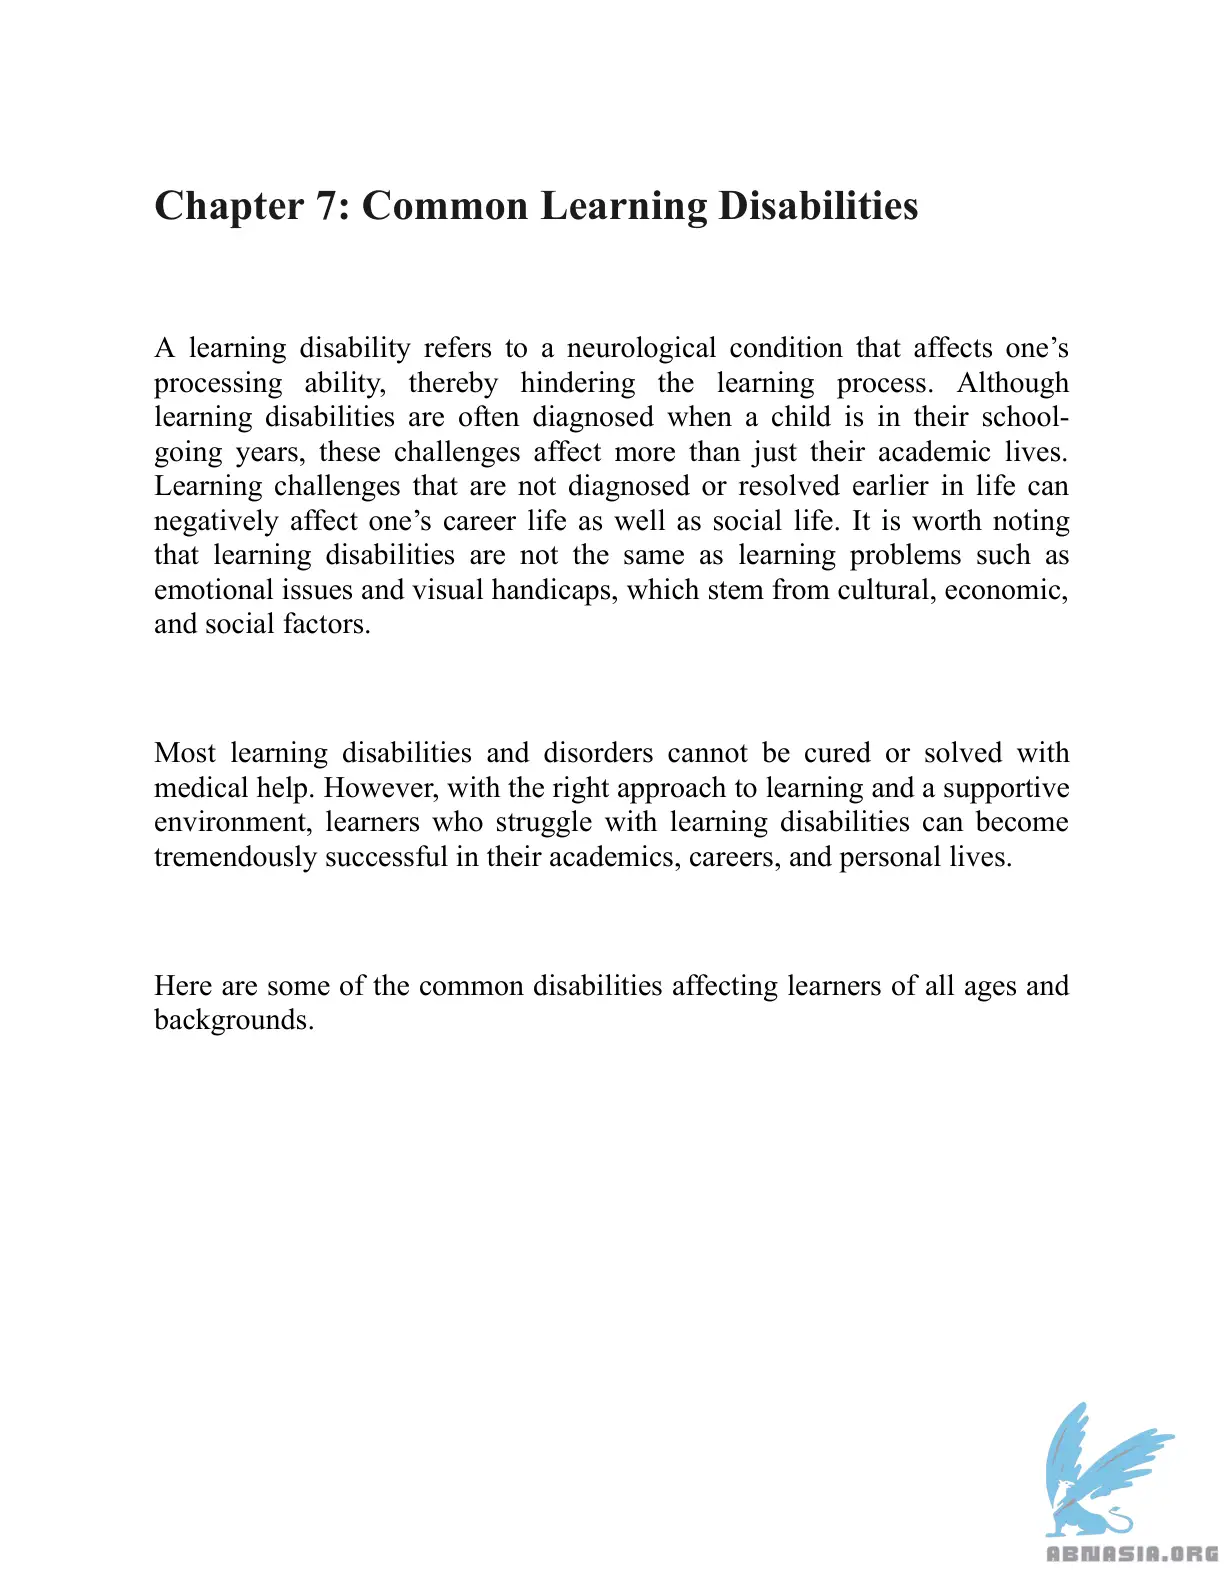 Chapter 7: Common Learning Disabilities
A learning disability refers to a neurological condition that affects one’s
processing ability, thereby hindering the learning process. Although
learning disabilities are often diagnosed when a child is in their school-
going years, these challenges affect more than just their academic lives.
Learning challenges that are not diagnosed or resolved earlier in life can
negatively affect one’s career life as well as social life. It is worth noting
that learning disabilities are not the same as learning problems such as
emotional issues and visual handicaps, which stem from cultural, economic,
and social factors.
Most learning disabilities and disorders cannot be cured or solved with
medical help. However, with the right approach to learning and a supportive
environment, learners who struggle with learning disabilities can become
tremendously successful in their academics, careers, and personal lives.
Here are some of the common disabilities affecting learners of all ages and
backgrounds.
ABNASIA.ORG